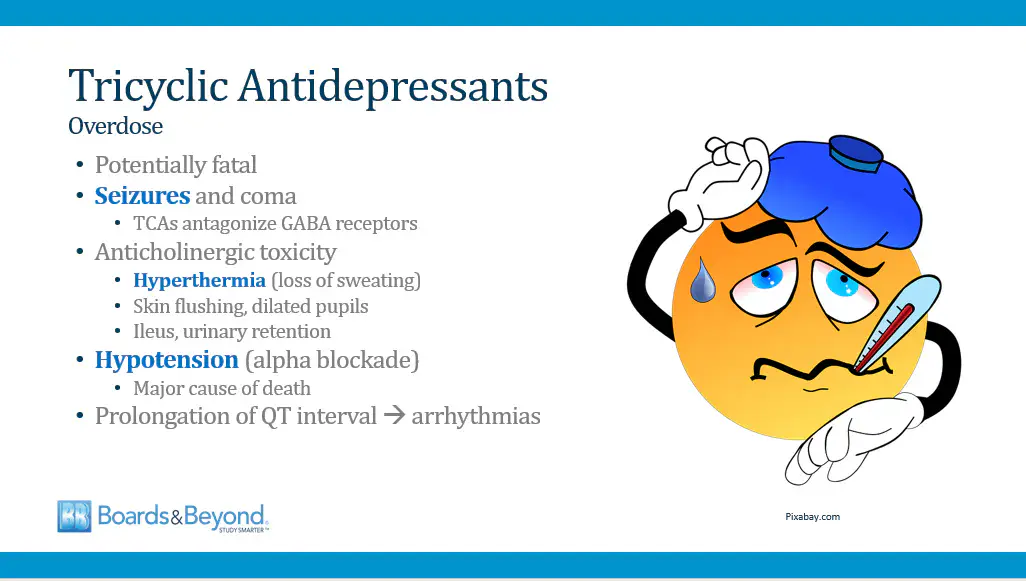 Tricyclic Antidepressants
Overdose
• Potentially fatal
• Seizures and coma
• TCAs antagonize GABA receptors
• Anticholinergic toxicity
• Hyperthermia (loss of sweating)
• Skin flushing, dilated pupils
• Ileus, urinary retention
• Hypotension (alpha blockade)
• Major cause of death
• Prolongation of QT interval → arrhythmias
BB Boards&Beyond®
STUDY SMARTER™
Pixabay.com